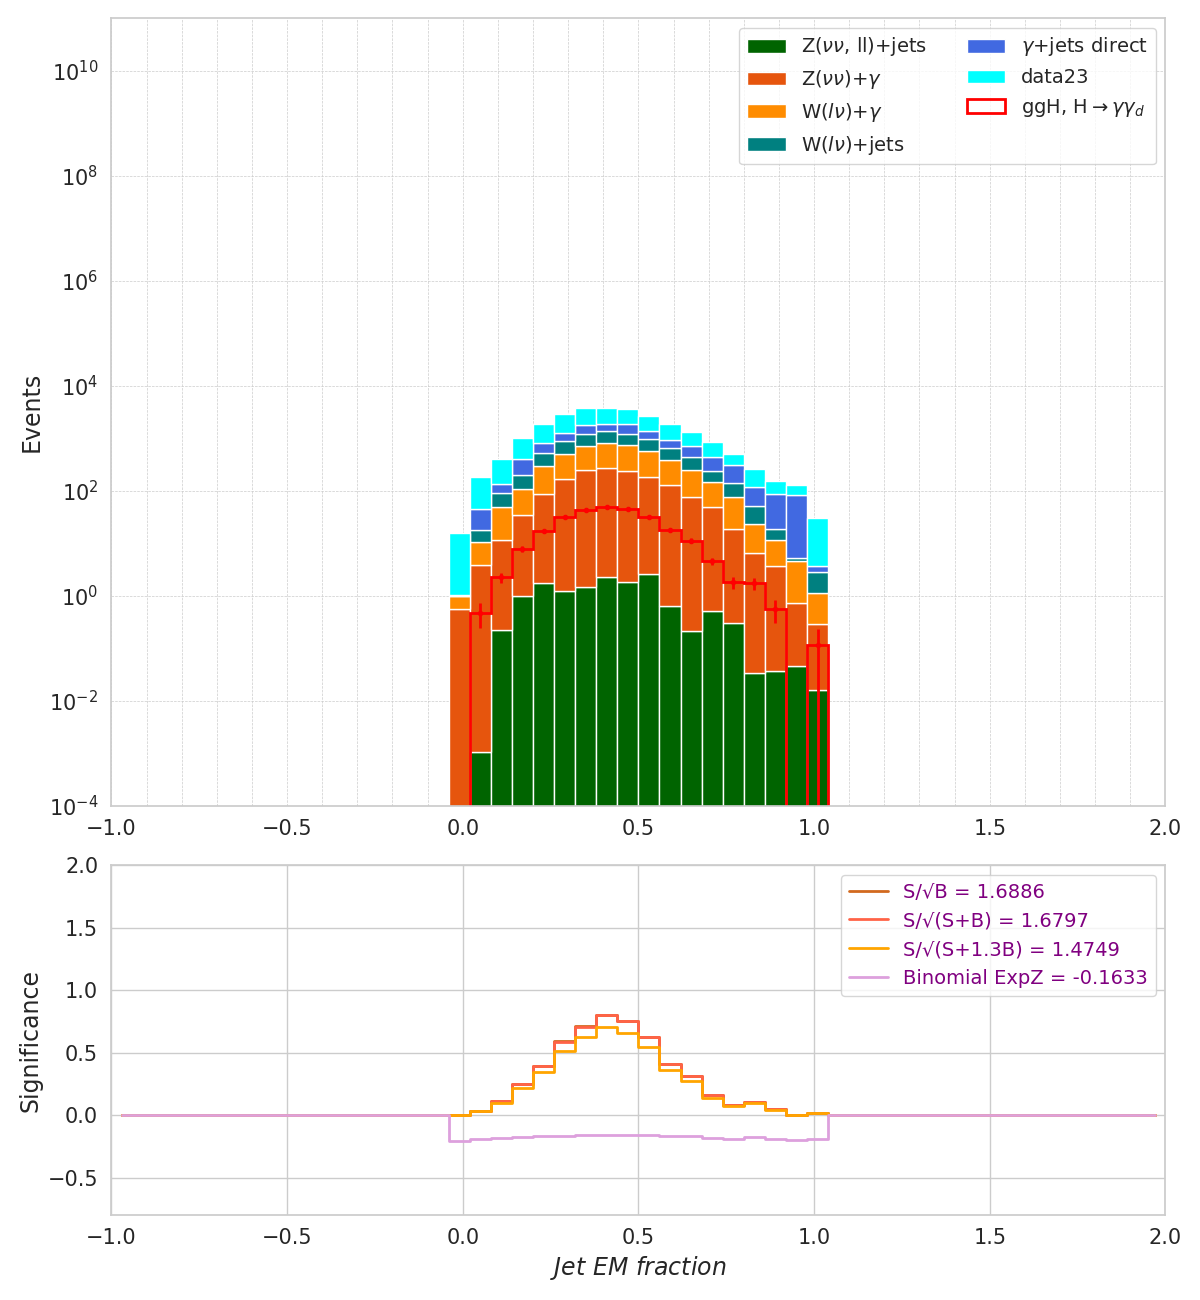 Z(νν, ll)+jets
Z(νν)+γ
W(lν)+γ
W(lν)+jets
γ+jets direct
data23
ggH, H→γγ_d
10^10
10^8
10^6
10^4
10^2
10^0
10^−2
10^−4
Events
−1.0 −0.5 0.0 0.5 1.0 1.5 2.0
S/√B = 1.6886
S/√(S+B) = 1.6797
S/√(S+1.3B) = 1.4749
Binomial ExpZ = -0.1633
2.0
1.5
1.0
0.5
0.0
−0.5
Significance
−1.0 −0.5 0.0 0.5 1.0 1.5 2.0
Jet EM fraction